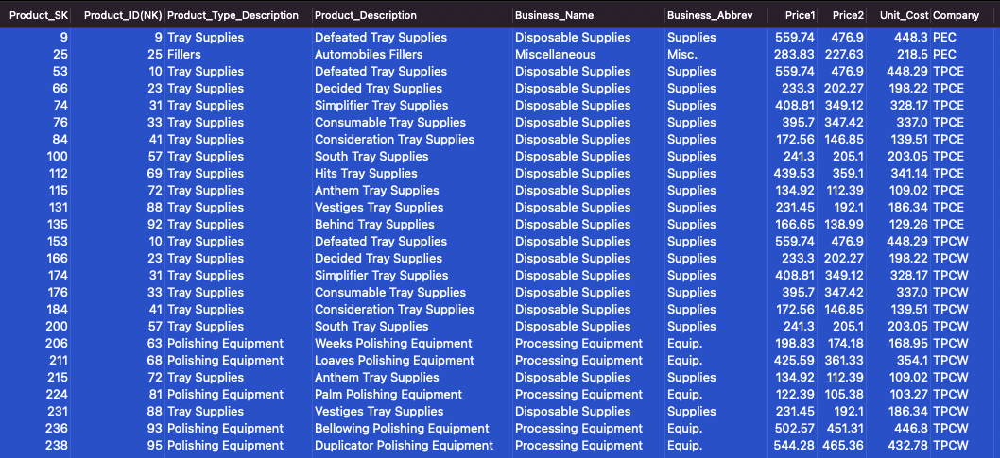 Product_SK Product_ID(NK) Product_Type_Description Product_Description Business_Name Business_Abbrev Price1 Price2 Unit_Cost Company
9 9 Tray Supplies Defeated Tray Supplies Disposable Supplies Supplies 559.74 476.9 448.3 PEC
25 25 Fillers Automobiles Fillers Miscellaneous Misc. 283.83 227.63 218.5 PEC
53 10 Tray Supplies Defeated Tray Supplies Disposable Supplies Supplies 559.74 476.9 448.29 TPCE
66 23 Tray Supplies Decided Tray Supplies Disposable Supplies Supplies 233.3 202.27 198.22 TPCE
74 31 Tray Supplies Simplifier Tray Supplies Disposable Supplies Supplies 408.81 349.12 328.17 TPCE
76 33 Tray Supplies Consumable Tray Supplies Disposable Supplies Supplies 395.7 347.42 337.0 TPCE
84 41 Tray Supplies Consideration Tray Supplies Disposable Supplies Supplies 172.56 146.85 139.51 TPCE
100 57 Tray Supplies South Tray Supplies Disposable Supplies Supplies 241.3 205.1 203.05 TPCE
112 69 Tray Supplies Hits Tray Supplies Disposable Supplies Supplies 439.53 359.1 341.14 TPCE
115 72 Tray Supplies Anthem Tray Supplies Disposable Supplies Supplies 134.92 112.39 109.02 TPCE
131 88 Tray Supplies Vestiges Tray Supplies Disposable Supplies Supplies 231.45 192.1 186.34 TPCE
135 92 Tray Supplies Behind Tray Supplies Disposable Supplies Supplies 166.65 138.99 129.26 TPCE
153 10 Tray Supplies Defeated Tray Supplies Disposable Supplies Supplies 559.74 476.9 448.29 TPCW
166 23 Tray Supplies Decided Tray Supplies Disposable Supplies Supplies 233.3 202.27 198.22 TPCW
174 31 Tray Supplies Simplifier Tray Supplies Disposable Supplies Supplies 408.81 349.12 328.17 TPCW
176 33 Tray Supplies Consumable Tray Supplies Disposable Supplies Supplies 395.7 347.42 337.0 TPCW
184 41 Tray Supplies Consideration Tray Supplies Disposable Supplies Supplies 172.56 146.85 139.51 TPCW
200 57 Tray Supplies South Tray Supplies Disposable Supplies Supplies 241.3 205.1 203.05 TPCW
206 63 Polishing Equipment Weeks Polishing Equipment Processing Equipment Equip. 198.83 174.18 168.95 TPCW
211 68 Polishing Equipment Loaves Polishing Equipment Processing Equipment Equip. 425.59 361.33 354.1 TPCW
215 72 Tray Supplies Anthem Tray Supplies Disposable Supplies Supplies 134.92 112.39 109.02 TPCW
224 81 Polishing Equipment Palm Polishing Equipment Processing Equipment Equip. 122.39 105.38 103.27 TPCW
231 88 Tray Supplies Vestiges Tray Supplies Disposable Supplies Supplies 231.45 192.1 186.34 TPCW
236 93 Polishing Equipment Bellowing Polishing Equipment Processing Equipment Equip. 502.57 451.31 446.8 TPCW
238 95 Polishing Equipment Duplicator Polishing Equipment Processing Equipment Equip. 544.28 465.36 432.78 TPCW